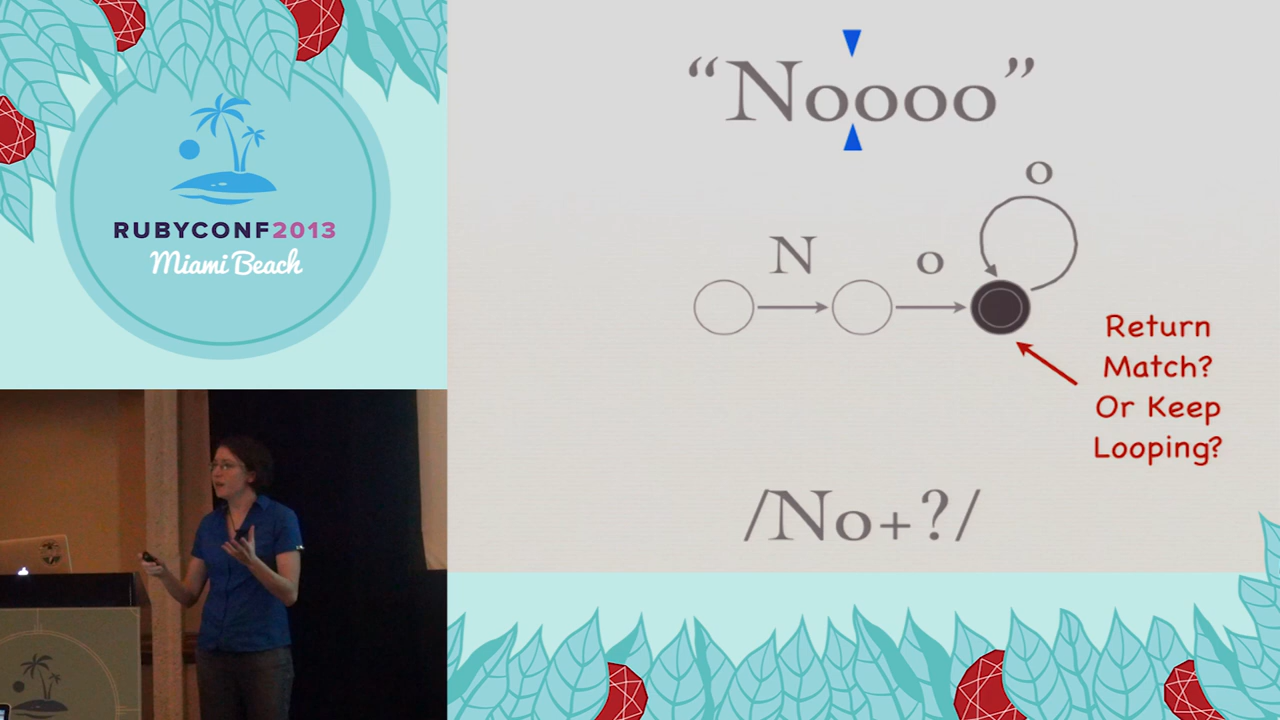 RUBYCONF2013
Miami Beach
“Noooo”
o
N
o
Return
Match?
Or Keep
Looping?
/No+?/